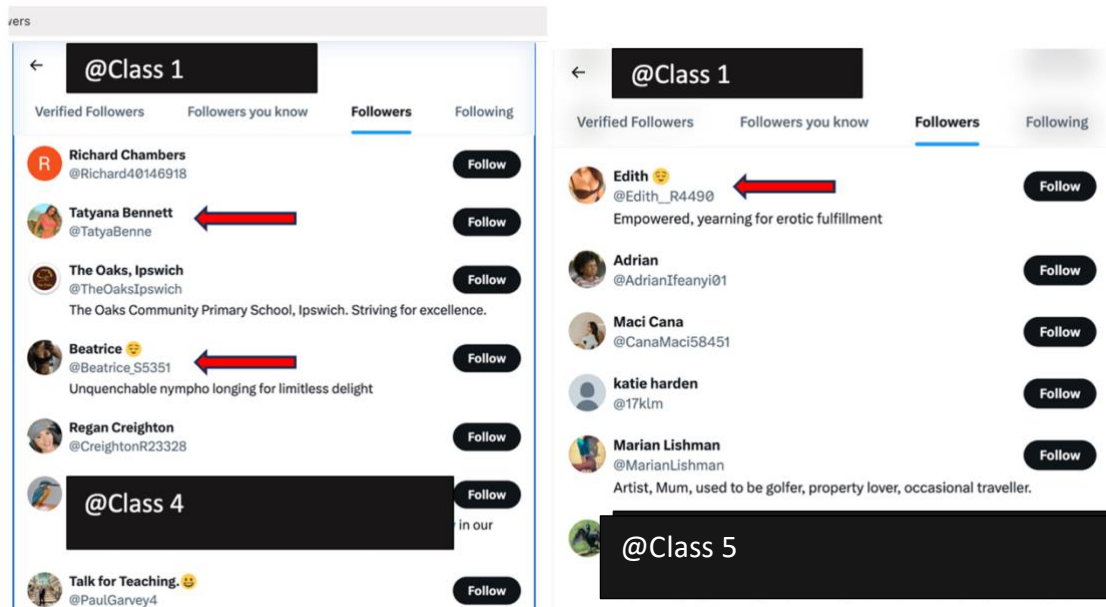 wers
@Class 1
Verified Followers Followers you know Followers Following
R
Richard Chambers
@Richard40146918
Follow
Tatyana Bennett
@TatyaBenne
Follow
The Oaks, Ipswich
@TheOaksIpswich
Follow
The Oaks Community Primary School, Ipswich. Striving for excellence.
Beatrice 😌
@Beatrice_S5351
Follow
Unquenchable nympho longing for limitless delight
Regan Creighton
@CreightonR23328
Follow
@Class 4
Follow
in our
Talk for Teaching.😃
@PaulGarvey4
Follow
@Class 1
Verified Followers Followers you know Followers Following
Edith 😌
@Edith__R4490
Follow
Empowered, yearning for erotic fulfillment
Adrian
@AdrianIfeanyi01
Follow
Maci Cana
@CanaMaci58451
Follow
katie harden
@17klm
Follow
Marian Lishman
@MarianLishman
Follow
Artist, Mum, used to be golfer, property lover, occasional traveller.
@Class 5